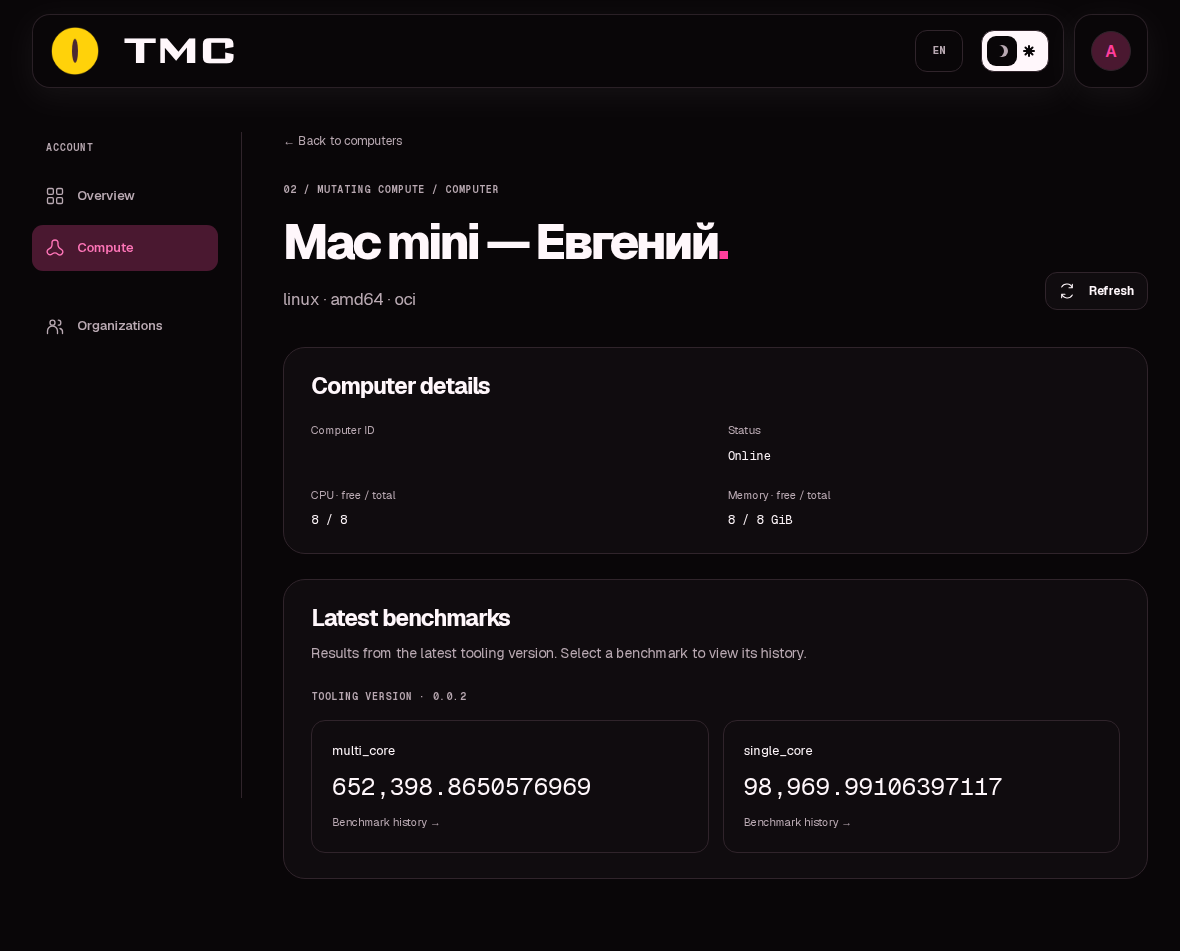 TMC
EN
A
ACCOUNT
Overview
Compute
Organizations
← Back to computers
02 / MUTATING COMPUTE / COMPUTER
Mac mini — Евгений.
linux · amd64 · oci
Refresh
Computer details
Computer ID
Status
Online
CPU · free / total
8 / 8
Memory · free / total
8 / 8 GiB
Latest benchmarks
Results from the latest tooling version. Select a benchmark to view its history.
TOOLING VERSION · 0.0.2
multi_core
652,398.8650576969
Benchmark history →
single_core
98,969.99106397117
Benchmark history →